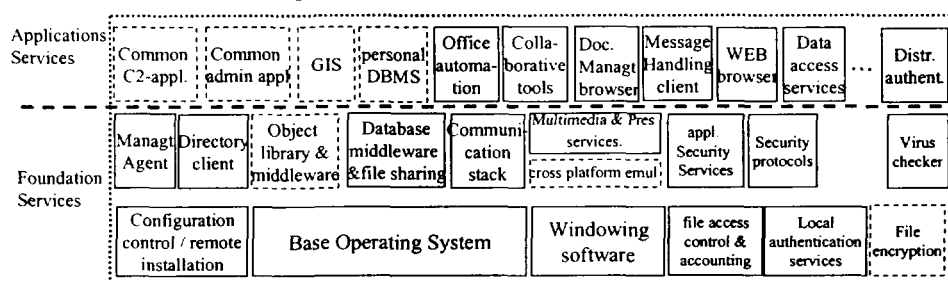 Applications
Services
Common
C2-appl.
Common
admin appl
GIS
personal
DBMS
Office
automa-
tion
Colla-
borative
tools
Doc.
Managt
browser
Message
Handling
client
WEB
browser
Data
access
services
...
Distr.
authent.
Foundation
Services
Managt
Agent
Directory
client
Object
library &
middleware
Database
middleware
&file sharing
Communi-
cation
stack
Multimedia & Pres
services.
cross platform emul
appl.
Security
Services
Security
protocols
Virus
checker
Configuration
control / remote
installation
Base Operating System
Windowing
software
file access
control &
accounting
Local
authentication
services
File
encryption